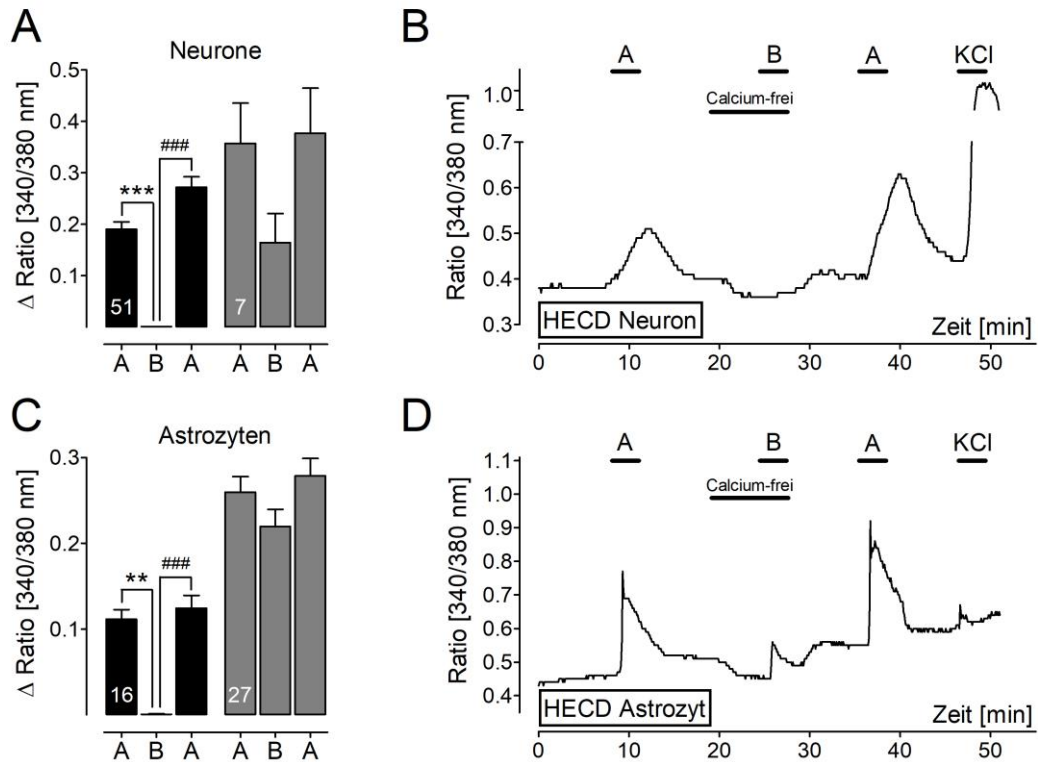 A
Neurone
Δ Ratio [340/380 nm]
0.5
0.4
0.3
0.2
0.1
***
###
51
7
A B A A B A
B
A B A KCl
Calcium-frei
Ratio [340/380 nm]
1.0
0.7
0.6
0.5
0.4
0.3
HECD Neuron
Zeit [min]
0 10 20 30 40 50
C
Astrozyten
Δ Ratio [340/380 nm]
0.3
0.2
0.1
**
###
16
27
A B A A B A
D
A B A KCl
Calcium-frei
Ratio [340/380 nm]
1.1
1.0
0.9
0.8
0.7
0.6
0.5
0.4
HECD Astrozyt
Zeit [min]
0 10 20 30 40 50